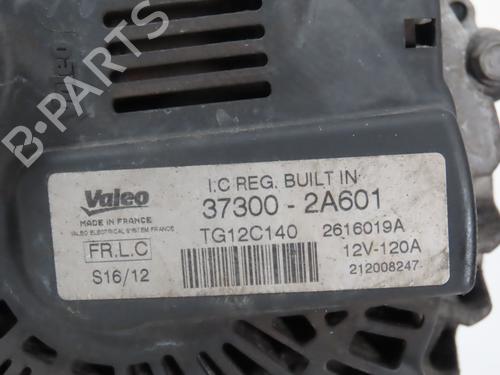 B-PARTS
Valeo
I.C REG. BUILT IN
37300 - 2A601
MADE IN FRANCE
VALEO ELECTRICAL SYSTEM FRANCE
TG12C140 2616019A
FR.L.C
12V-120A
S16/12
212008247